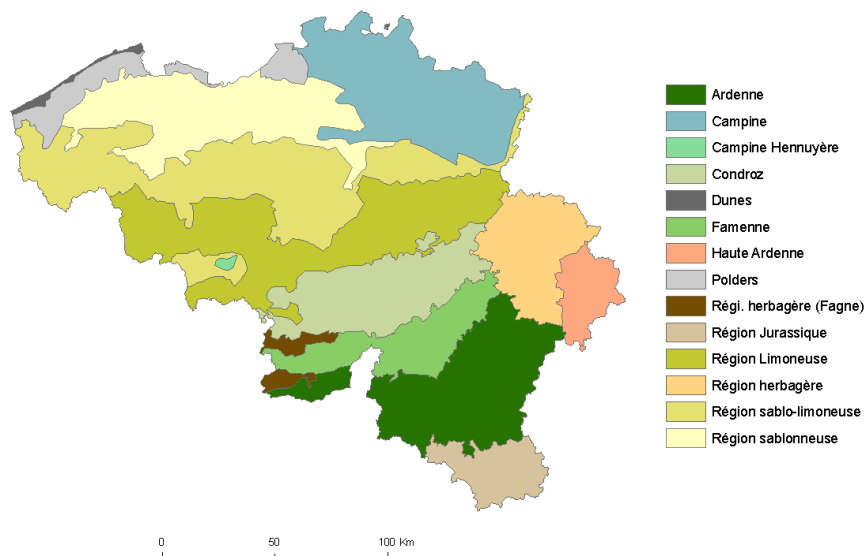 Ardenne
Campine
Campine Hennuyère
Condroz
Dunes
Famenne
Haute Ardenne
Polders
Régi. herbagère (Fagne)
Région Jurassique
Région Limoneuse
Région herbagère
Région sablo-limoneuse
Région sablonneuse
0 50 100 Km